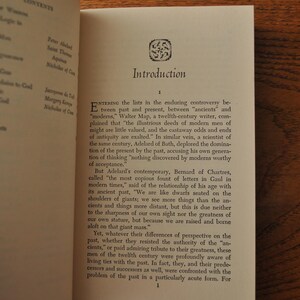 CONTENTS
Introduction
I
ENTERING the lists in the enduring controversy be-
tween past and present, between "ancients" and
"moderns," Walter Map, a twelfth-century writer, com-
plained that "the illustrious deeds of modern men of
might are little valued, and the castaway odds and ends
of antiquity are exalted." In similar vein, a scientist of
the same century, Adelard of Bath, deplored the domina-
tion of the present by the past, accusing his own genera-
tion of thinking "nothing discovered by moderns worthy
of acceptance."
But Adelard's contemporary, Bernard of Chartres,
called "the most copious fount of letters in Gaul in
modern times," said of the relationship of his age with
its ancient past, "We are like dwarfs seated on the
shoulders of giants; we see more things than the an-
cients and things more distant, but this is due neither
to the sharpness of our own sight nor the greatness of
our own stature, but because we are raised and borne
aloft on that giant mass."
Yet, whatever their differences of perspective on the
past, whether they resisted the authority of the "an-
cients," or paid admiring tribute to their greatness, these
men of the twelfth century were profoundly aware of
living ties with the past. In fact, they, and their prede-
cessors and successors as well, were confronted with the
problem of the past in a particularly acute form. For